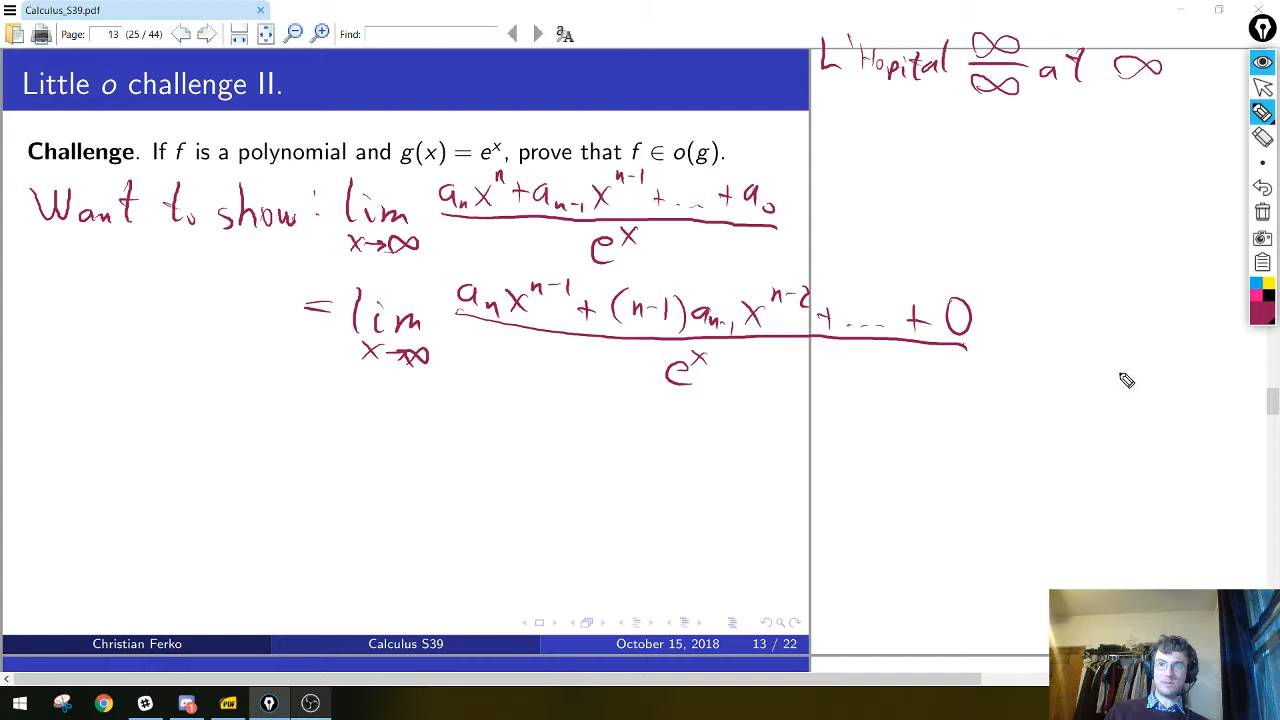 Calculus_S39.pdf
Page: 13 (25 / 44) Find:
L'Hopital ∞/∞ at ∞
Little o challenge II.
Challenge. If f is a polynomial and g(x) = e^x, prove that f ∈ o(g).
Want to show: lim x→∞ (a_n x^n + a_{n-1} x^{n-1} + ... + a_0) / e^x
= lim x→∞ (a_n x^{n-1} + (n-1) a_{n-1} x^{n-2} + .... + 0) / e^x
Christian Ferko Calculus S39 October 15, 2018 13 / 22